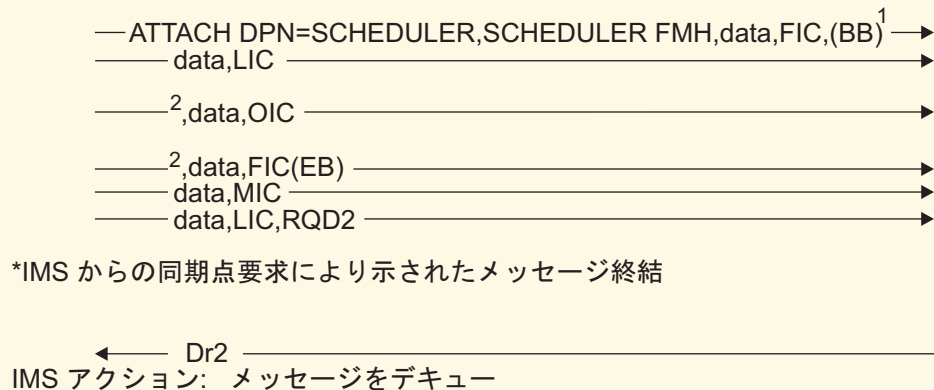 ATTACH DPN=SCHEDULER,SCHEDULER FMH,data,FIC,(BB)1
data,LIC
2,data,OIC
2,data,FIC(EB)
data,MIC
data,LIC,RQD2
*IMS からの同期点要求により示されたメッセージ終結
Dr2
IMS アクション: メッセージをデキュー